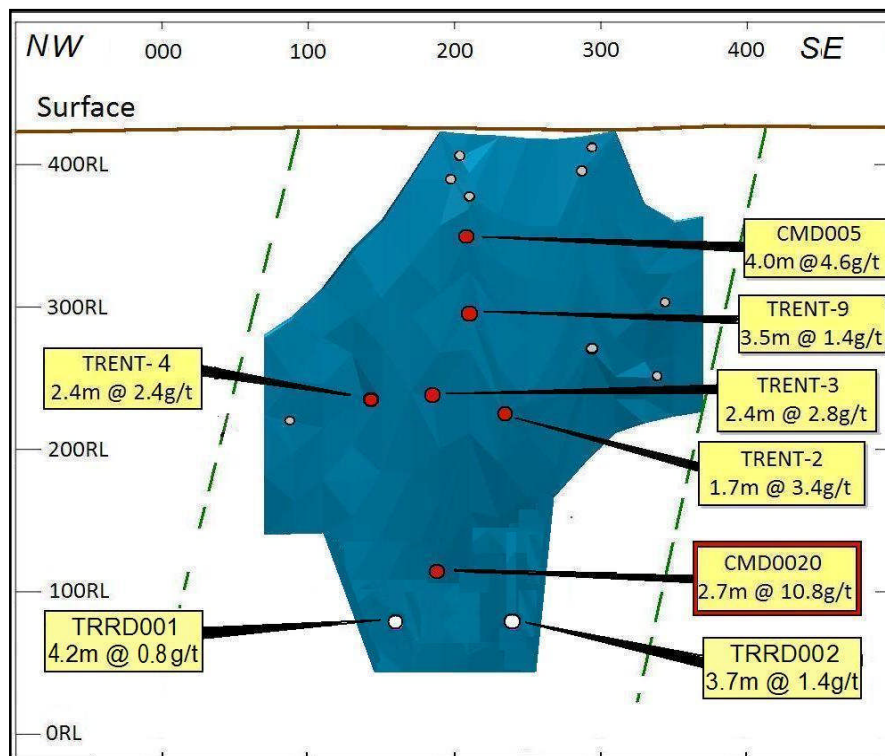 NW 000 100 200 300 400 SE
Surface
400RL
CMD005
4.0m @4.6g/t
300RL
TRENT-9
3.5m @ 1.4g/t
TRENT- 4
2.4m @ 2.4g/t
TRENT-3
2.4m @ 2.8g/t
200RL
TRENT-2
1.7m @ 3.4g/t
CMD0020
2.7m @ 10.8g/t
100RL
TRRD001
4.2m @ 0.8g/t
TRRD002
3.7m @ 1.4g/t
0RL